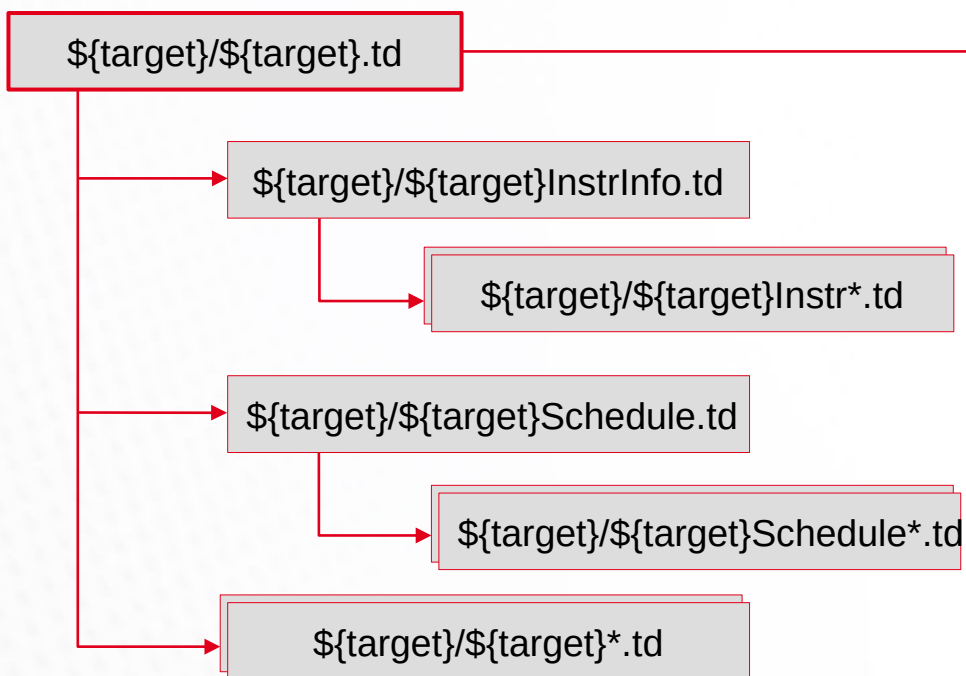 ${target}/${target}.td
${target}/${target}InstrInfo.td
${target}/${target}Instr*.td
${target}/${target}Schedule.td
${target}/${target}Schedule*.td
${target}/${target}*.td